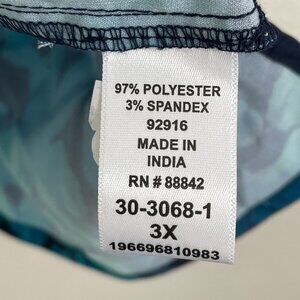 97% POLYESTER
3% SPANDEX
92916
MADE IN
INDIA
RN # 88842
30-3068-1
3X
196696810983